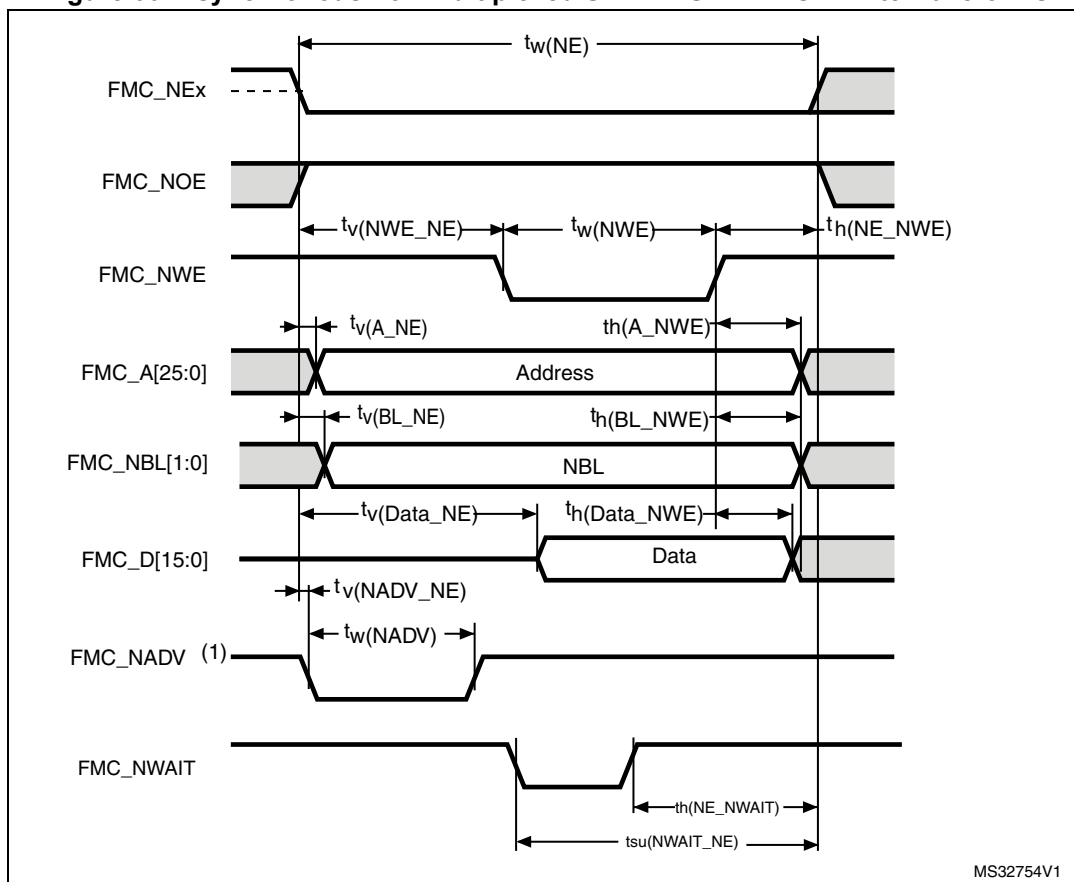 tw(NE)
FMC_NEx
FMC_NOE
tv(NWE_NE)
tw(NWE)
th(NE_NWE)
FMC_NWE
tv(A_NE)
th(A_NWE)
FMC_A[25:0]
Address
tv(BL_NE)
th(BL_NWE)
FMC_NBL[1:0]
NBL
tv(Data_NE)
th(Data_NWE)
FMC_D[15:0]
Data
tv(NADV_NE)
tw(NADV)
FMC_NADV (1)
FMC_NWAIT
th(NE_NWAIT)
tsu(NWAIT_NE)
MS32754V1